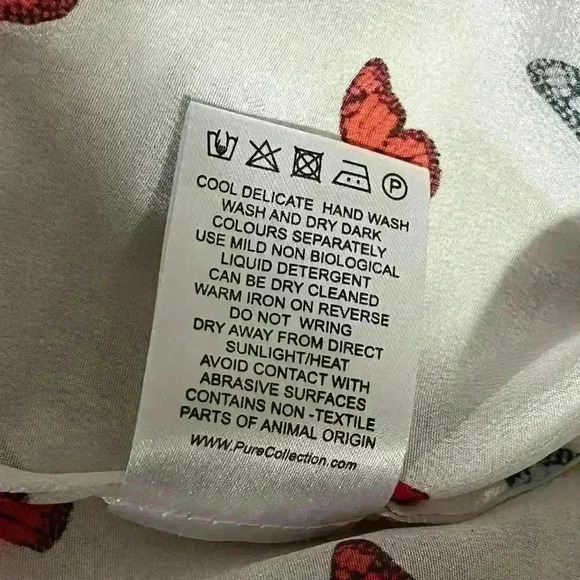 P
COOL DELICATE HAND WASH
WASH AND DRY DARK
COLOURS SEPARATELY
USE MILD NON BIOLOGICAL
LIQUID DETERGENT
CAN BE DRY CLEANED
WARM IRON ON REVERSE
DO NOT WRING
DRY AWAY FROM DIRECT
SUNLIGHT/HEAT
AVOID CONTACT WITH
ABRASIVE SURFACES
CONTAINS NON -TEXTILE
PARTS OF ANIMAL ORIGIN
www.PureCollection.com